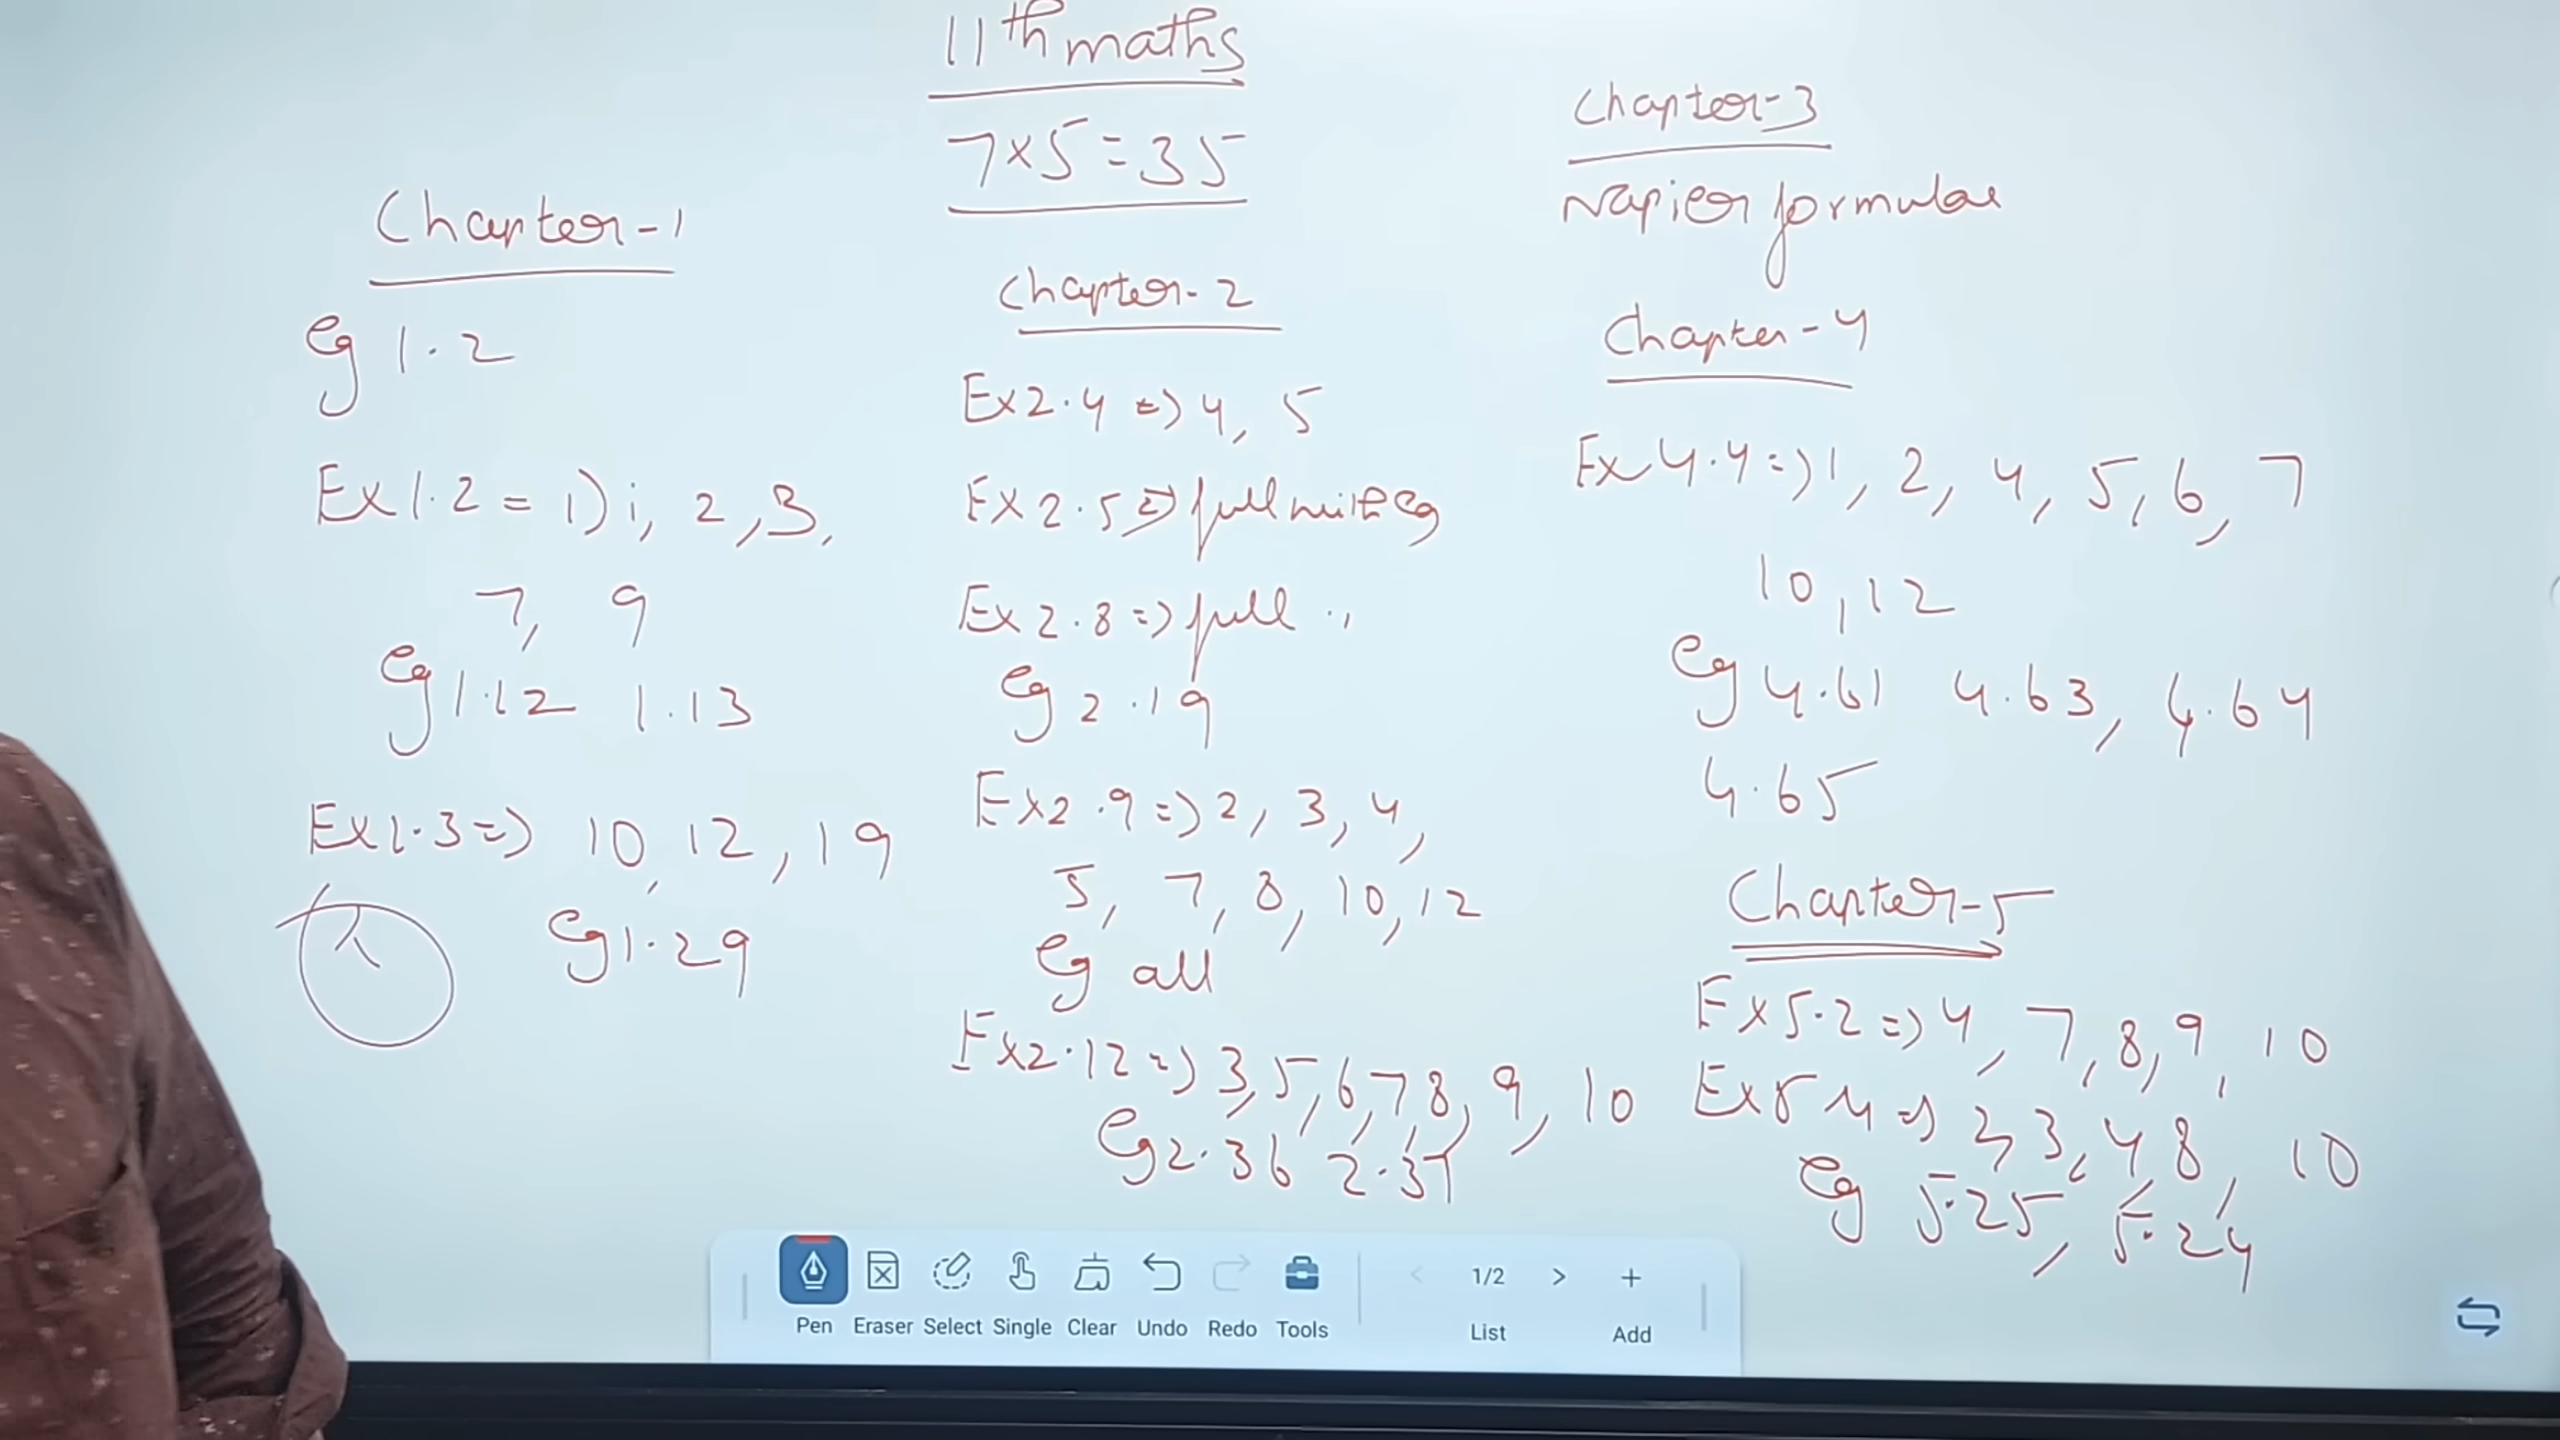 11th maths
7×5=35
Chapter-1
eg 1.2
Ex 1.2 = 1) i, 2, 3,
7, 9
eg 1.12 1.13
Ex 1.3 => 10, 12, 19
eg 1.29
Chapter-2
Ex 2.4 => 4, 5
Ex 2.5 => full with eg
Ex 2.8 => full ..
eg 2.19
Ex 2.9 => 2, 3, 4,
5, 7, 8, 10, 12
eg all
Ex 2.12 => 3, 5, 6, 7, 8, 9, 10
eg 2.36 2.37
Chapter-3
Napier formulae
Chapter-4
Ex 4.4 => 1, 2, 4, 5, 6, 7
10, 12
eg 4.61 4.63, 4.64
4.65
Chapter-5
Ex 5.2 => 4, 7, 8, 9, 10
Ex 5.4 => 2, 3, 4, 8, 10
eg 5.25, 5.24
1/2
Pen Eraser Select Single Clear Undo Redo Tools List Add